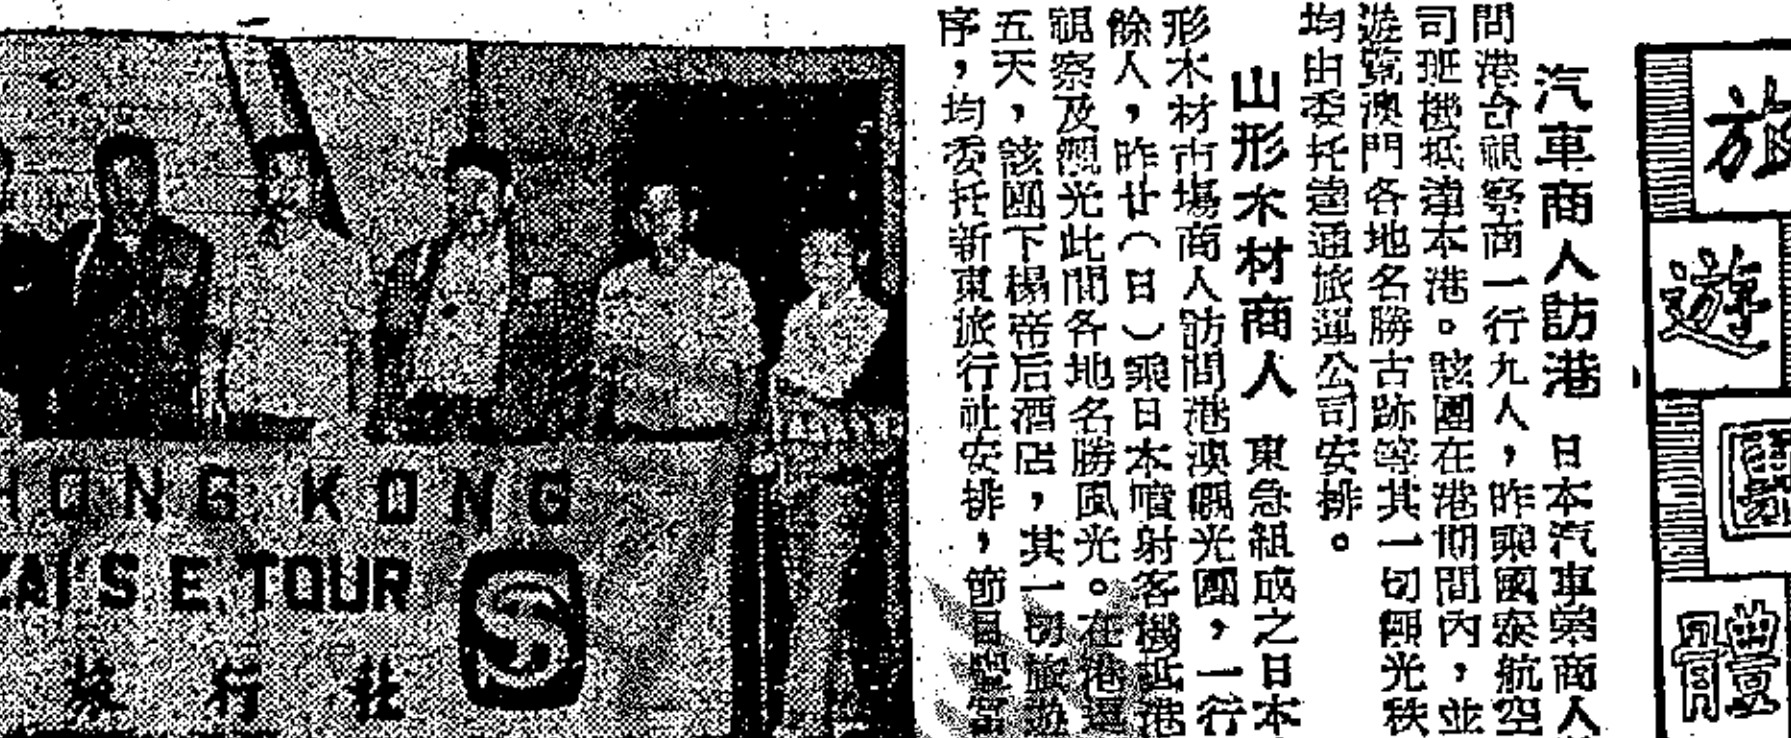 旅
遊
團
體
汽車商人訪港 日本汽車業商人
問港台視察商一行九人，昨乘國泰航空
司班機抵達本港。該團在港期間內，並
遊覽澳門各地名勝古跡等其一切觀光秩
均由委托達通旅運公司安排。
山形木材商人 東急組成之日本
形木材市場商人訪問港澳觀光團，一行
餘人，昨廿（日）乘日本噴射客機抵港
視察及觀光此間各地名勝風光。在港逗
五天，該團下榻帝后酒店，其一切旅遊
序，均委托新東旅行社安排，節目
HONG KONG
ZAI'S E. TOUR
S
旅行社